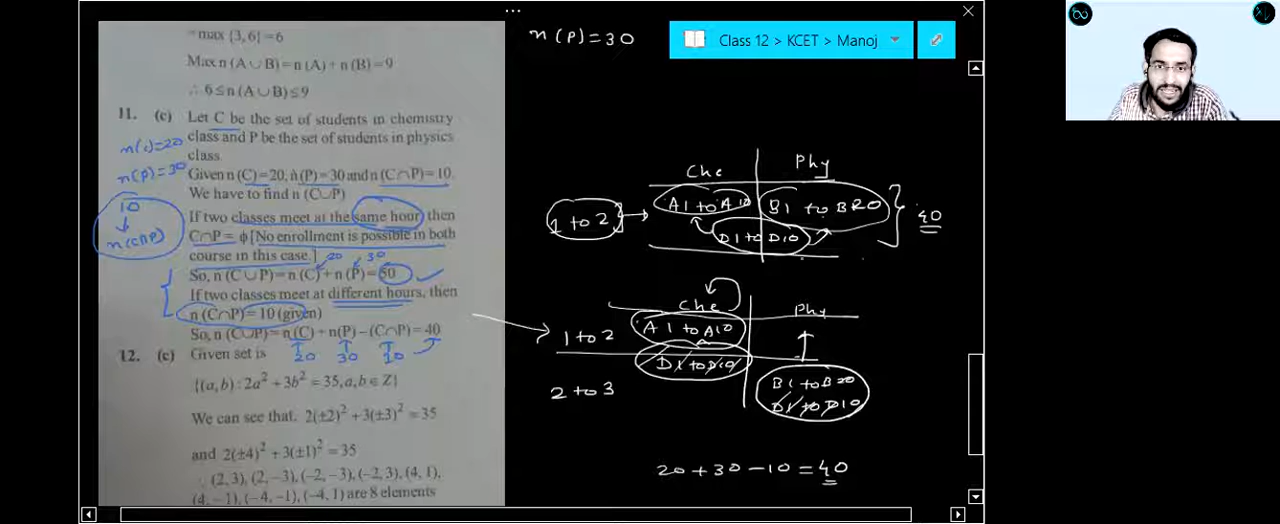 = max {3, 6} = 6
Max n (A ∪ B) = n(A) + n(B) = 9
∴ 6 ≤ n (A ∪ B) ≤ 9
11. (c) Let C be the set of students in chemistry
class and P be the set of students in physics
class.
Given n (C) = 20, n(P) = 30 and n (C∩P) = 10.
We have to find n (C∪P)
If two classes meet at the same hour then
C∩P = ϕ [No enrollment is possible in both
course in this case.]
So, n (C∪P) = n(C) + n (P) = 50
If two classes meet at different hours, then
n (C∩P) = 10 (given)
So, n (C∪P) = n(C) + n(P) – (C∩P) = 40
12. (c) Given set is
{(a, b) : 2a² + 3b² = 35, a, b ∈ Z}
We can see that, 2(±2)² + 3(±3)² = 35
and 2(±4)² + 3(±1)² = 35
∴ (2, 3), (2, –3), (–2, –3), (–2, 3), (4, 1),
(4, –1), (–4, –1), (–4, 1) are 8 elements
n(c)=20
n(P)=30
10
n(C∩P)
20 30
20 30 10
n (P) = 30
Class 12 > KCET > Manoj
Che Phy
1 to 2 A1 to A10 B1 to B20 40
D1 to D10
Che Phy
1 to 2 A1 to A10
D1 to D10
2 to 3 B1 to B20
D1 to D10
20 + 30 – 10 = 40